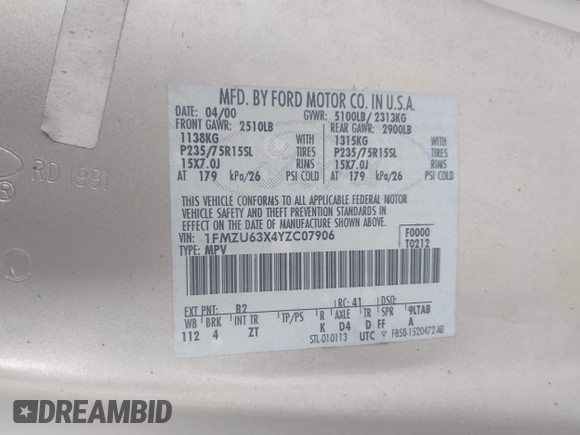 MFD. BY FORD MOTOR CO. IN U.S.A.
DATE: 04/00 GVWR: 5100LB/ 2313KG
FRONT GAWR: 2510LB REAR GAWR: 2900LB
1138KG WITH 1315KG WITH
P235/75R15SL TIRES P235/75R15SL TIRES
15X7.0J RIMS 15X7.0J RIMS
AT 179 kPa/26 PSI COLD AT 179 kPa/26 PSI COLD
THIS VEHICLE CONFORMS TO ALL APPLICABLE FEDERAL MOTOR
VEHICLE SAFETY AND THEFT PREVENTION STANDARDS IN
EFFECT ON THE DATE OF MANUFACTURE SHOWN ABOVE.
VIN: 1FMZU63X4YZC07906 F0000
TYPE: MPV T0212
EXT PNT: B2 RC: 41 DSO:
WB BRK INT TR TP/PS R AXLE TR SPR 9LTAB
112 4 ZT K D4 D FF A
STL-010113 UTC F85B-1520472-AB
® RD 1991
DREAMBID